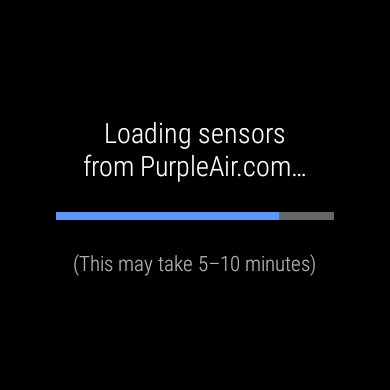 Loading sensors
from PurpleAir.com…
(This may take 5–10 minutes)